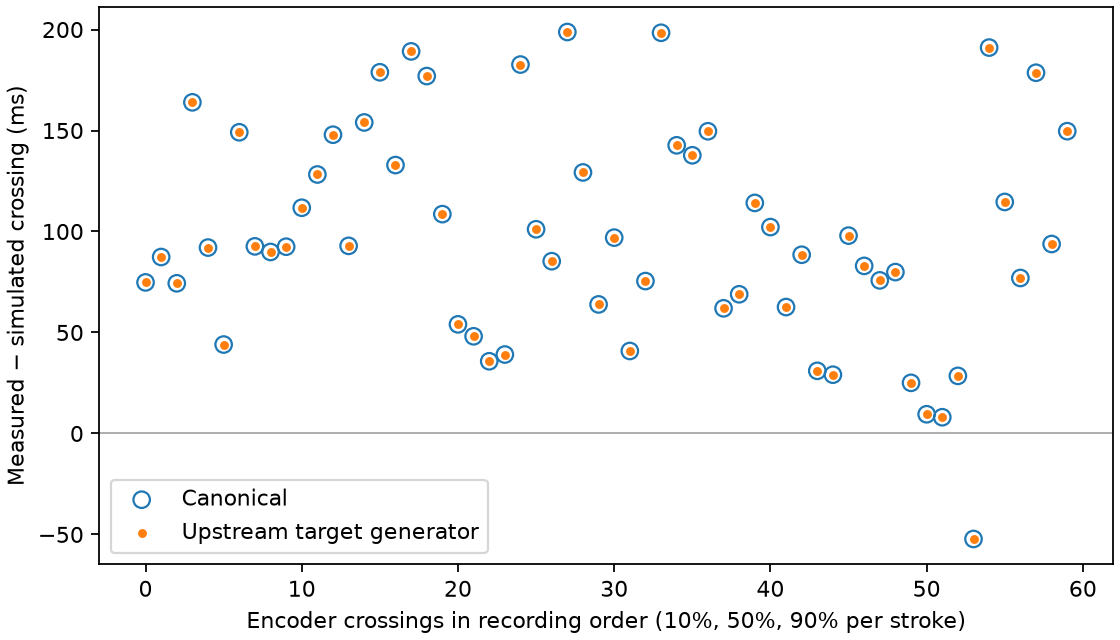 200
150
100
50
0
−50
Measured − simulated crossing (ms)
Canonical
Upstream target generator
0 10 20 30 40 50 60
Encoder crossings in recording order (10%, 50%, 90% per stroke)